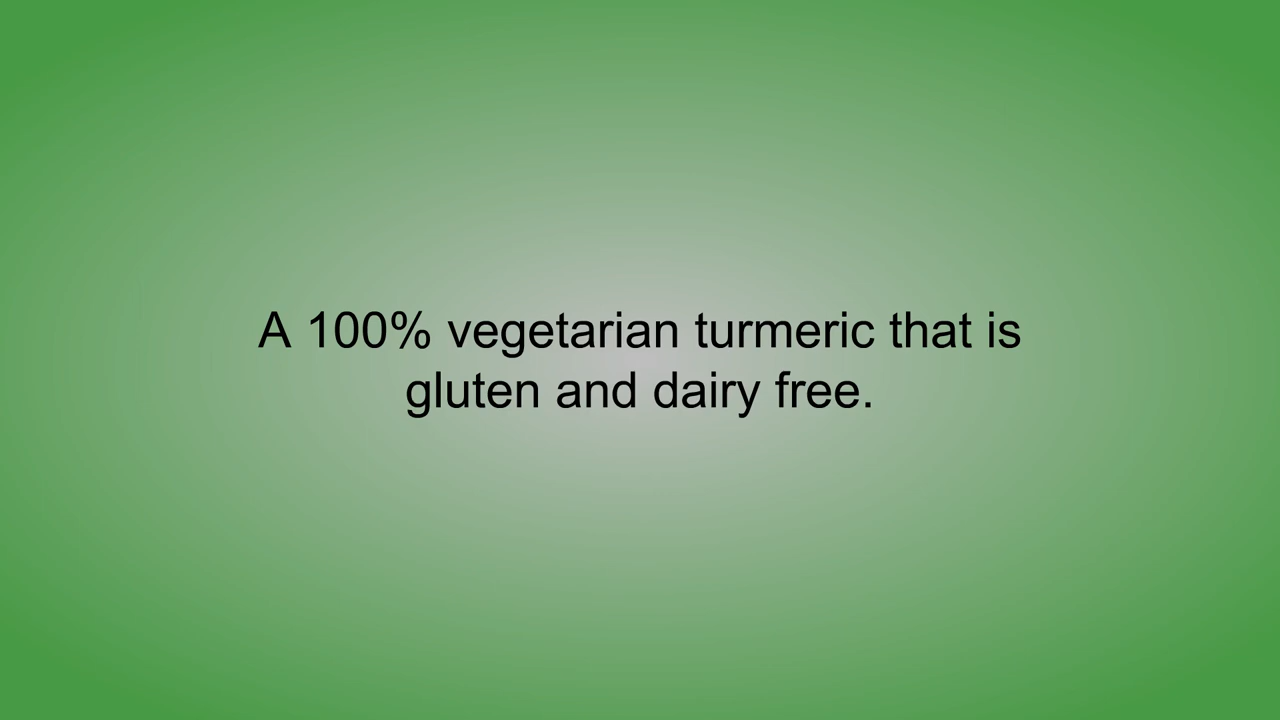 A 100% vegetarian turmeric that is
gluten and dairy free.